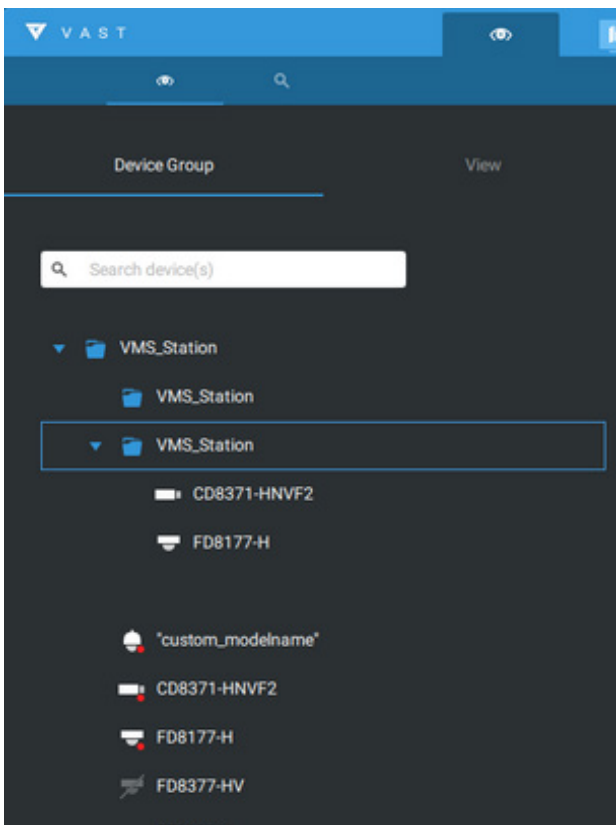 VAST
Device Group View
Search device(s)
VMS_Station
VMS_Station
VMS_Station
CD8371-HNVF2
FD8177-H
"custom_modelname"
CD8371-HNVF2
FD8177-H
FD8377-HV